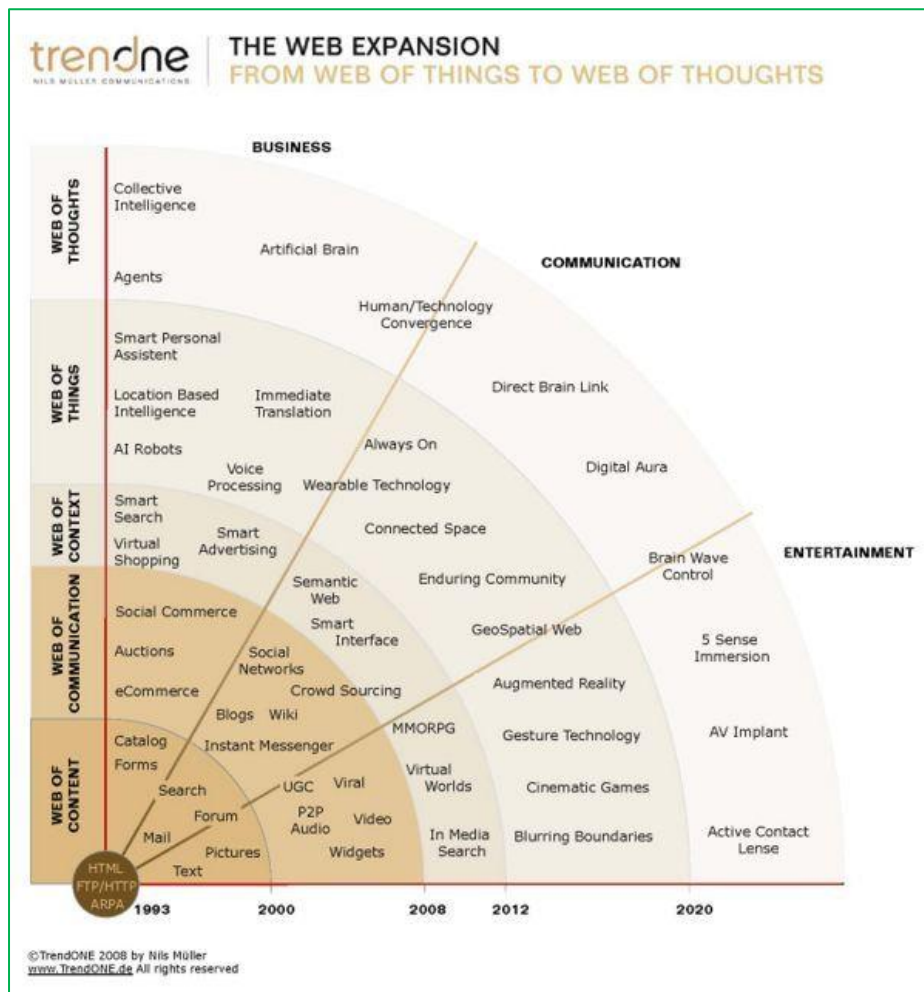 trendone
NILS MÜLLER COMMUNICATIONS
THE WEB EXPANSION
FROM WEB OF THINGS TO WEB OF THOUGHTS
BUSINESS
COMMUNICATION
ENTERTAINMENT
WEB OF
THOUGHTS
Collective
Intelligence
Artificial Brain
Agents
Human/Technology
Convergence
Direct Brain Link
Digital Aura
Brain Wave
Control
5 Sense
Immersion
AV Implant
Active Contact
Lense
WEB OF
THINGS
Smart Personal
Assistent
Location Based
Intelligence
Immediate
Translation
AI Robots
Voice
Processing
Always On
Wearable Technology
Connected Space
Enduring Community
GeoSpatial Web
Augmented Reality
Gesture Technology
Cinematic Games
Blurring Boundaries
WEB OF
CONTEXT
Smart
Search
Virtual
Shopping
Smart
Advertising
Semantic
Web
Smart
Interface
MMORPG
Virtual
Worlds
In Media
Search
WEB OF
COMMUNICATION
Social Commerce
Auctions
eCommerce
Social
Networks
Crowd Sourcing
Blogs
Wiki
Instant Messenger
UGC
Viral
P2P
Audio
Video
Widgets
WEB OF
CONTENT
Catalog
Forms
Search
Forum
Mail
Pictures
Text
HTML
FTP/HTTP
ARPA
1993
2000
2008
2012
2020
©TrendONE 2008 by Nils Müller
www.TrendONE.de All rights reserved